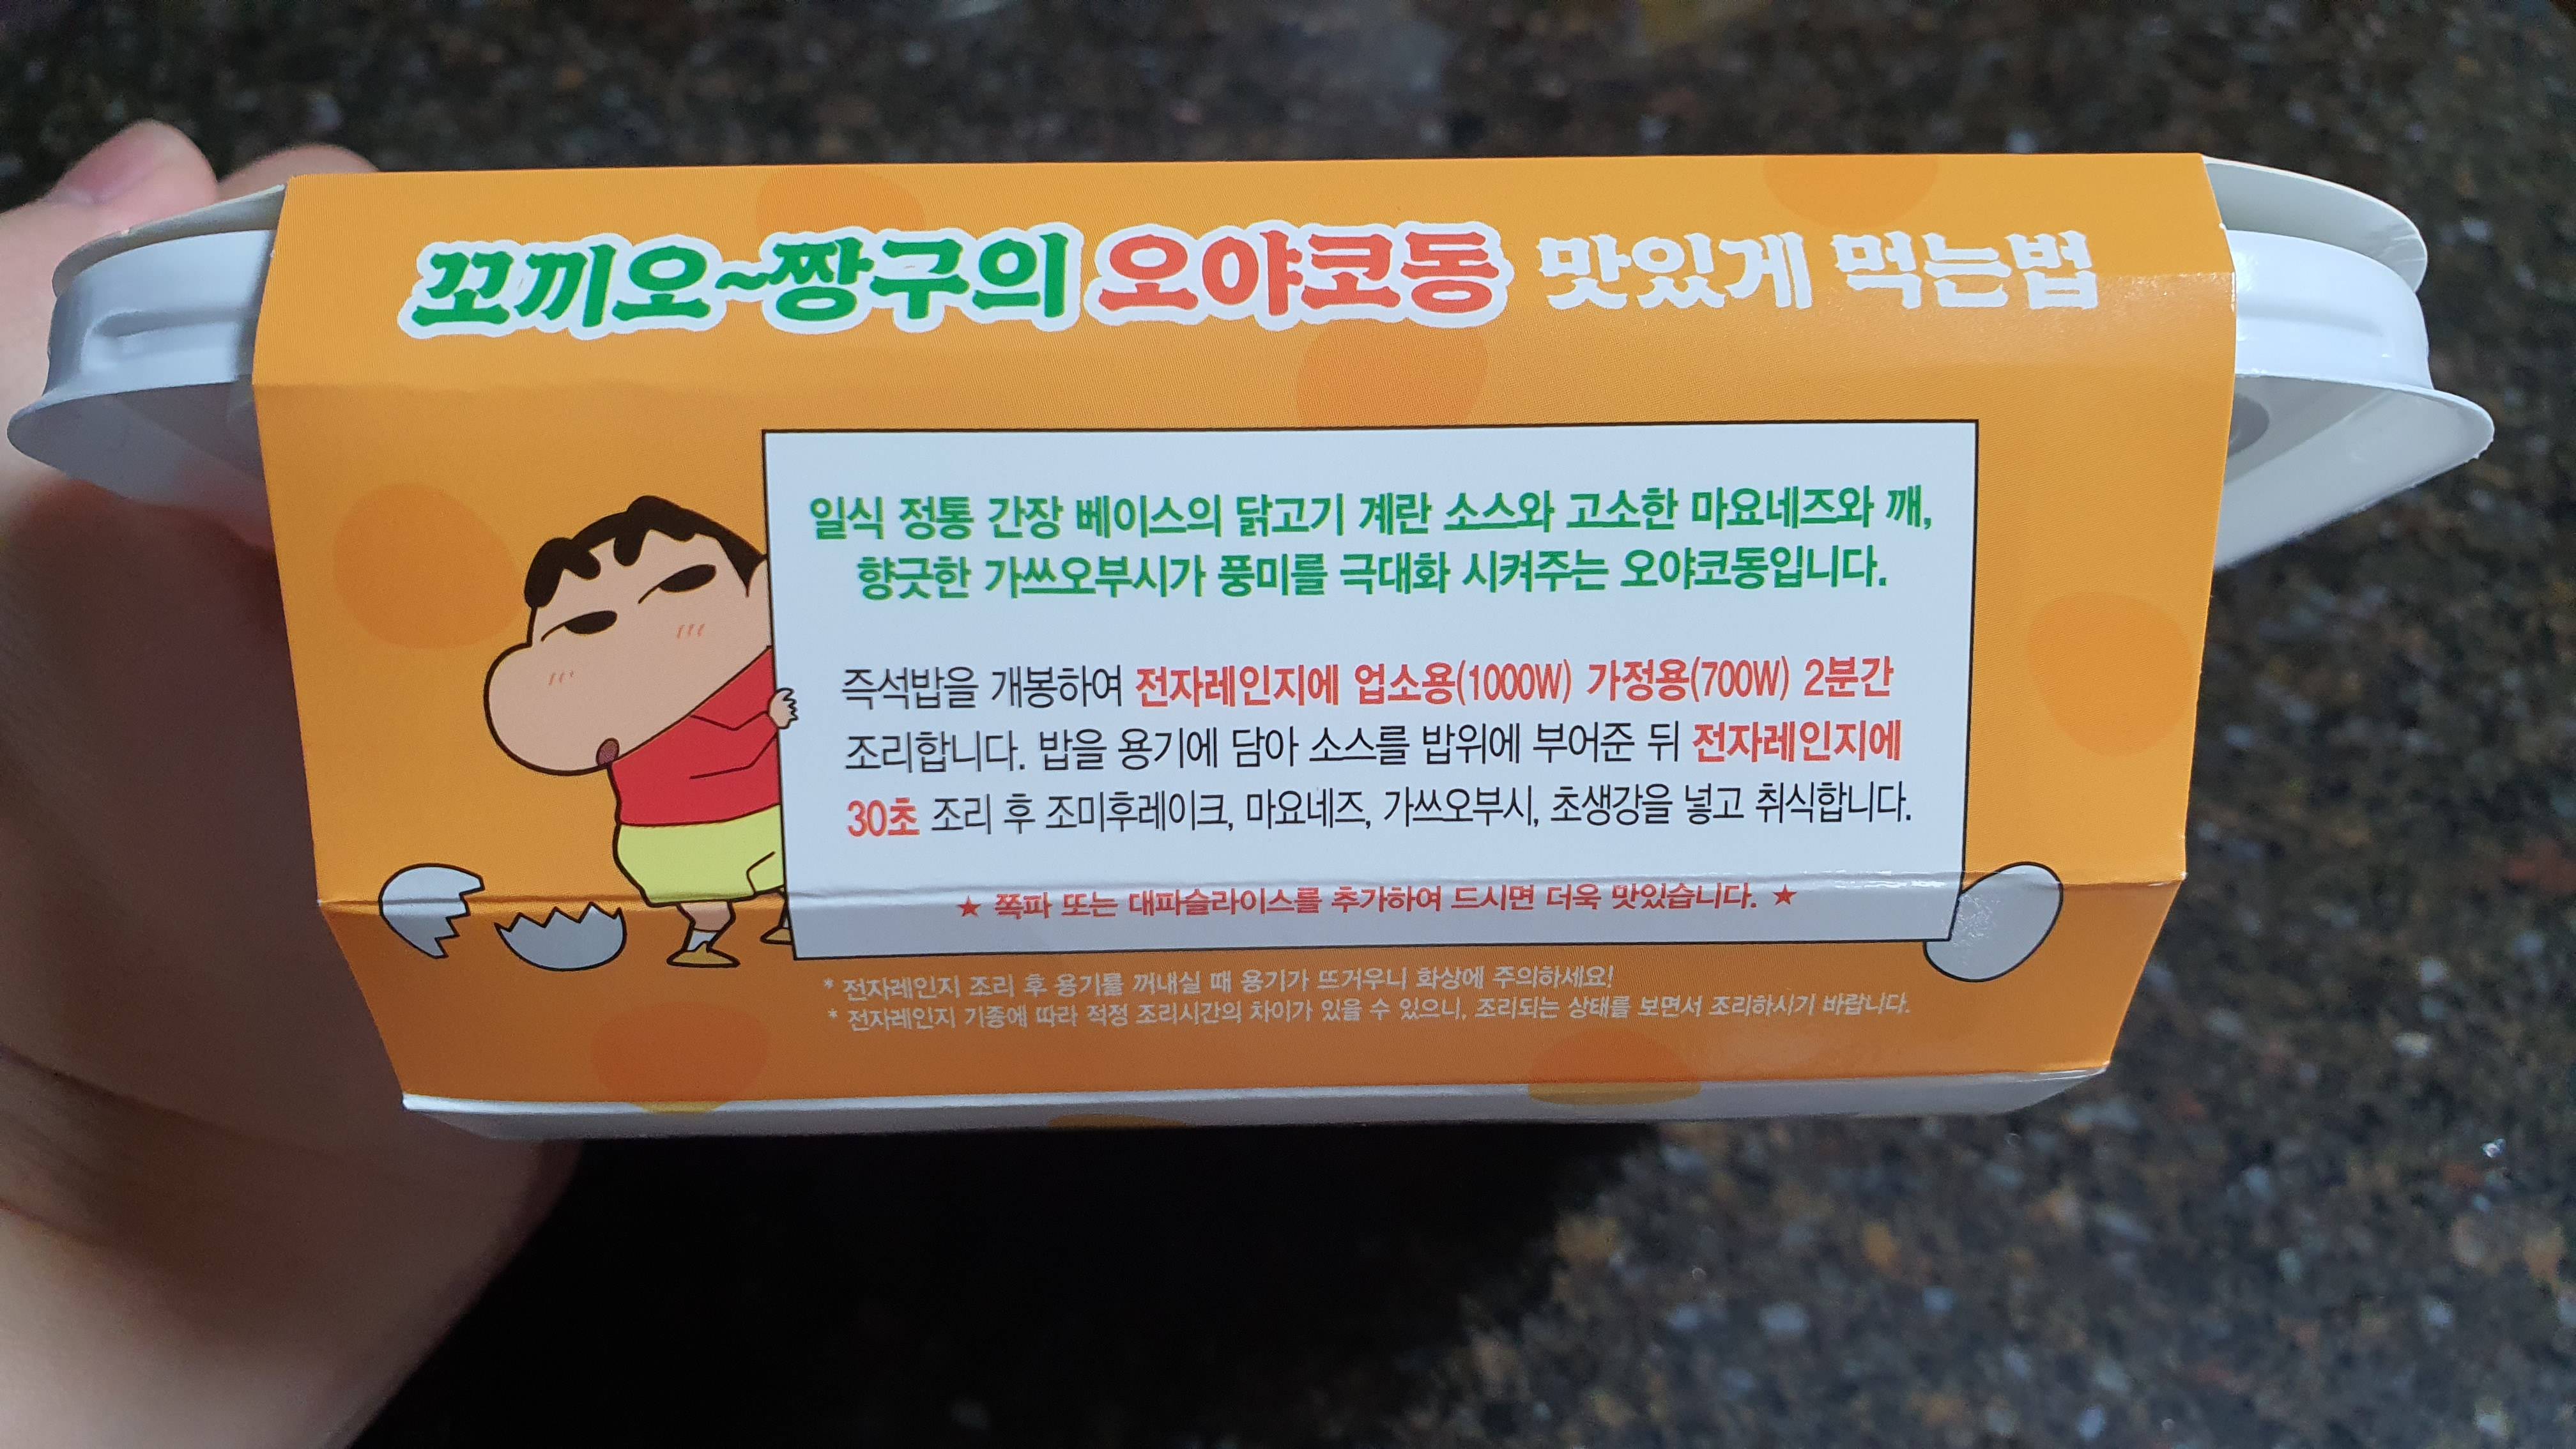 꼬끼오~짱구의 오야코동 맛있게 먹는법
일식 정통 간장 베이스의 닭고기 계란 소스와 고소한 마요네즈와 깨,
향긋한 가쓰오부시가 풍미를 극대화 시켜주는 오야코동입니다.
즉석밥을 개봉하여 전자레인지에 업소용(1000W) 가정용(700W) 2분간
조리합니다. 밥을 용기에 담아 소스를 밥위에 부어준 뒤 전자레인지에
30초 조리 후 조미후레이크, 마요네즈, 가쓰오부시, 초생강을 넣고 취식합니다.
★ 쪽파 또는 대파슬라이스를 추가하여 드시면 더욱 맛있습니다. ★
* 전자레인지 조리 후 용기를 꺼내실 때 용기가 뜨거우니 화상에 주의하세요!
* 전자레인지 기종에 따라 적정 조리시간의 차이가 있을 수 있으니, 조리되는 상태를 보면서 조리하시기 바랍니다.